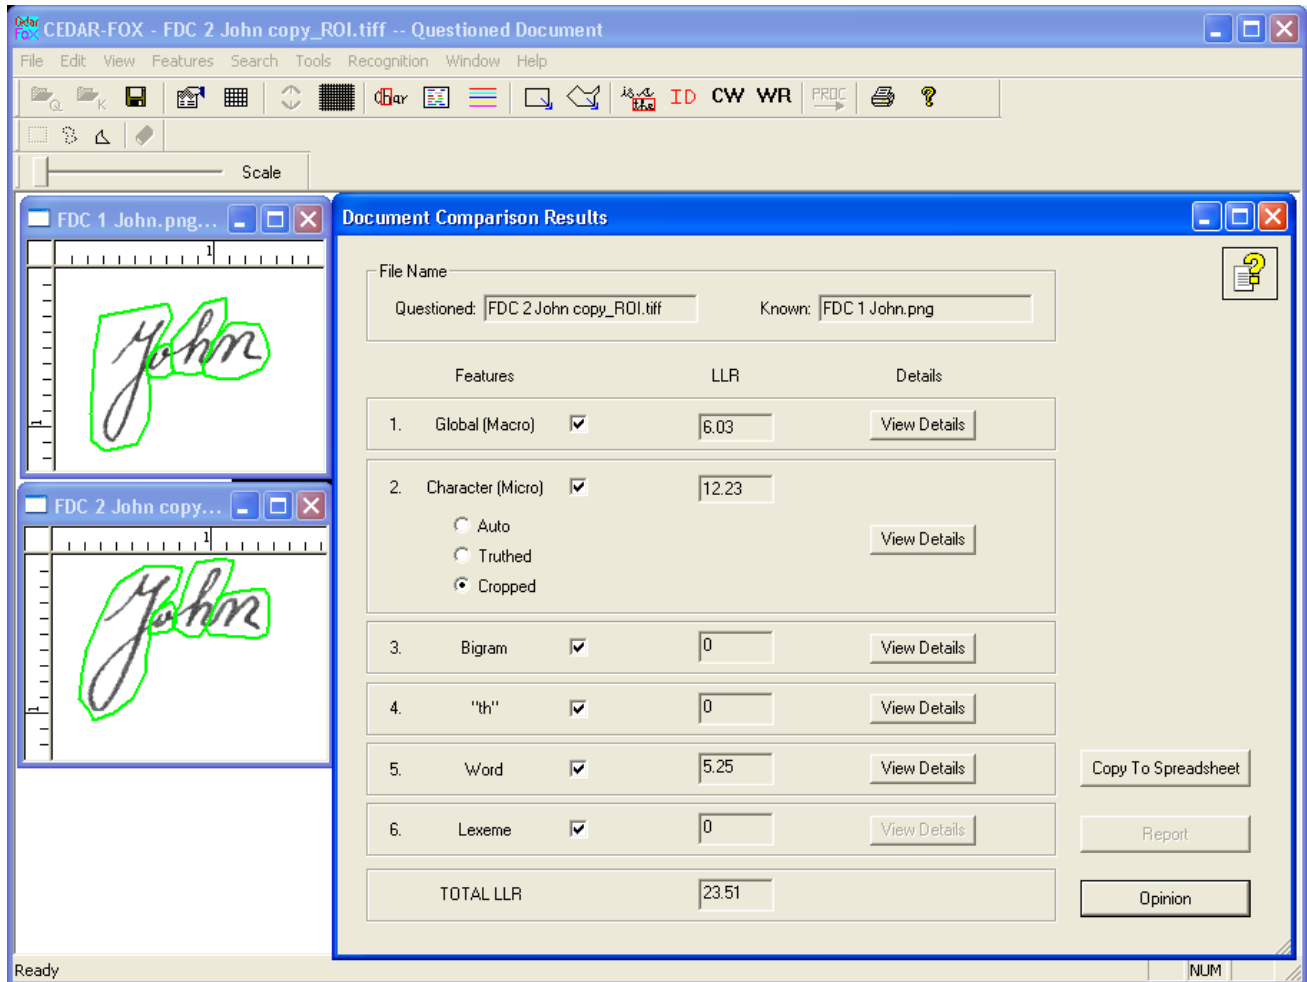 CEDAR-FOX - FDC 2 John copy_ROI.tiff -- Questioned Document
File Edit View Features Search Tools Recognition Window Help
ID CW WR PROC
Scale
FDC 1 John.png...
1
1
John
FDC 2 John copy...
1
1
John
Document Comparison Results
File Name
Questioned: FDC 2 John copy_ROI.tiff Known: FDC 1 John.png
Features LLR Details
1. Global (Macro) 6.03 View Details
2. Character (Micro) 12.23
Auto
View Details
Truthed
Cropped
3. Bigram 0 View Details
4. "th" 0 View Details
5. Word 5.25 View Details
Copy To Spreadsheet
6. Lexeme 0 View Details
Report
TOTAL LLR 23.51
Opinion
Ready NUM